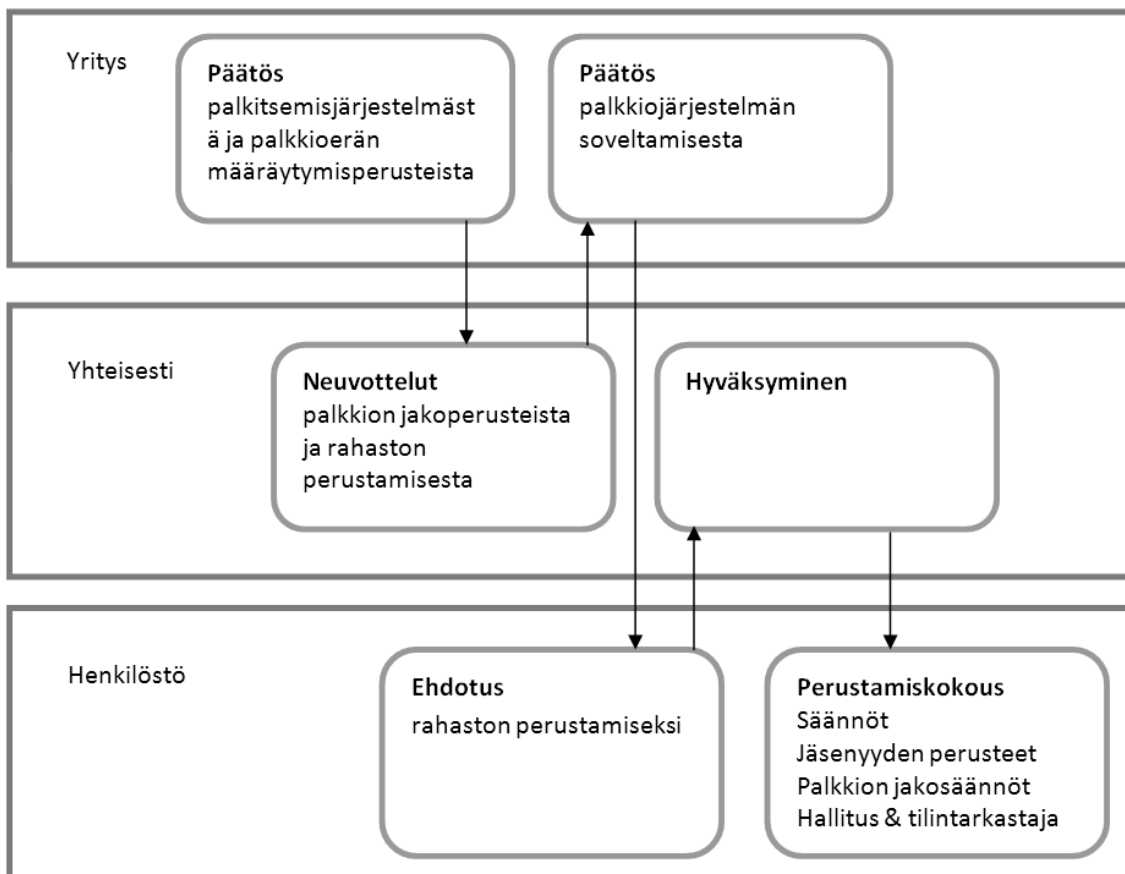 Yritys
Päätös
palkitsemisjärjestelmäst
ä ja palkkioerän
määräytymisperusteista
Päätös
palkkiojärjestelmän
soveltamisesta
Yhteisesti
Neuvottelut
palkkion jakoperusteista
ja rahaston
perustamisesta
Hyväksyminen
Henkilöstö
Ehdotus
rahaston perustamiseksi
Perustamiskokous
Säännöt
Jäsenyyden perusteet
Palkkion jakosäännöt
Hallitus & tilintarkastaja